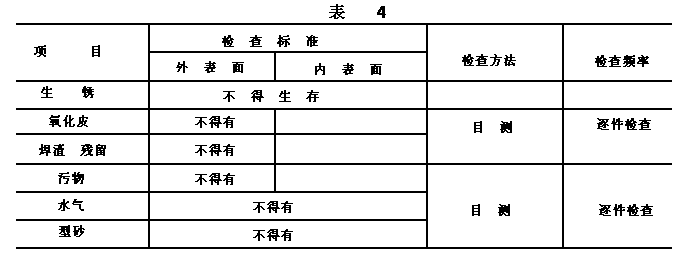 表 4
项 目 检 查 标 准 检查方法 检查频率
外 表 面 内 表 面
生 锈 不 得 生 存
氧化皮 不得有 目 测 逐件检查
焊渣 残留 不得有
污物 不得有
水气 不得有 目 测 逐件检查
型砂 不得有